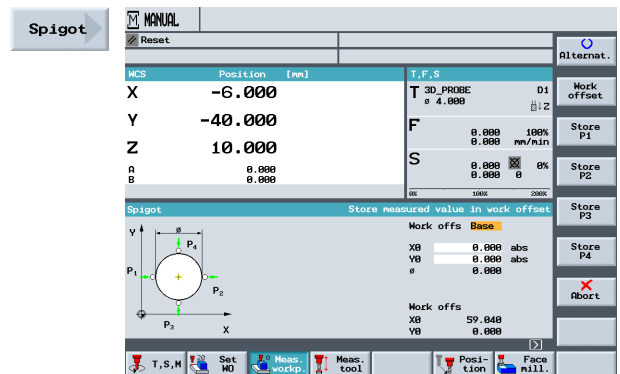 Spigot
M MANUAL
Reset
WCS Position [mm]
X -6.000
Y -40.000
Z 10.000
A 0.000
B 0.000
T,F,S
T 3D_PROBE D1
ø 4.000 Z
F 0.000 100%
0.000 mm/min
S 0.000 0%
0.000 0
0% 100% 200%
Spigot Store measured value in work offset
Y ø
P4
P1
P2
P3 X
Work offs Base
X0 0.000 abs
Y0 0.000 abs
ø 0.000
Work offs
X0 59.040
Y0 0.000
Alternat.
Work
offset
Store
P1
Store
P2
Store
P3
Store
P4
Abort
T,S,M
Set
WO
Meas.
workp.
Meas.
tool
Posi-
tion
Face
mill.